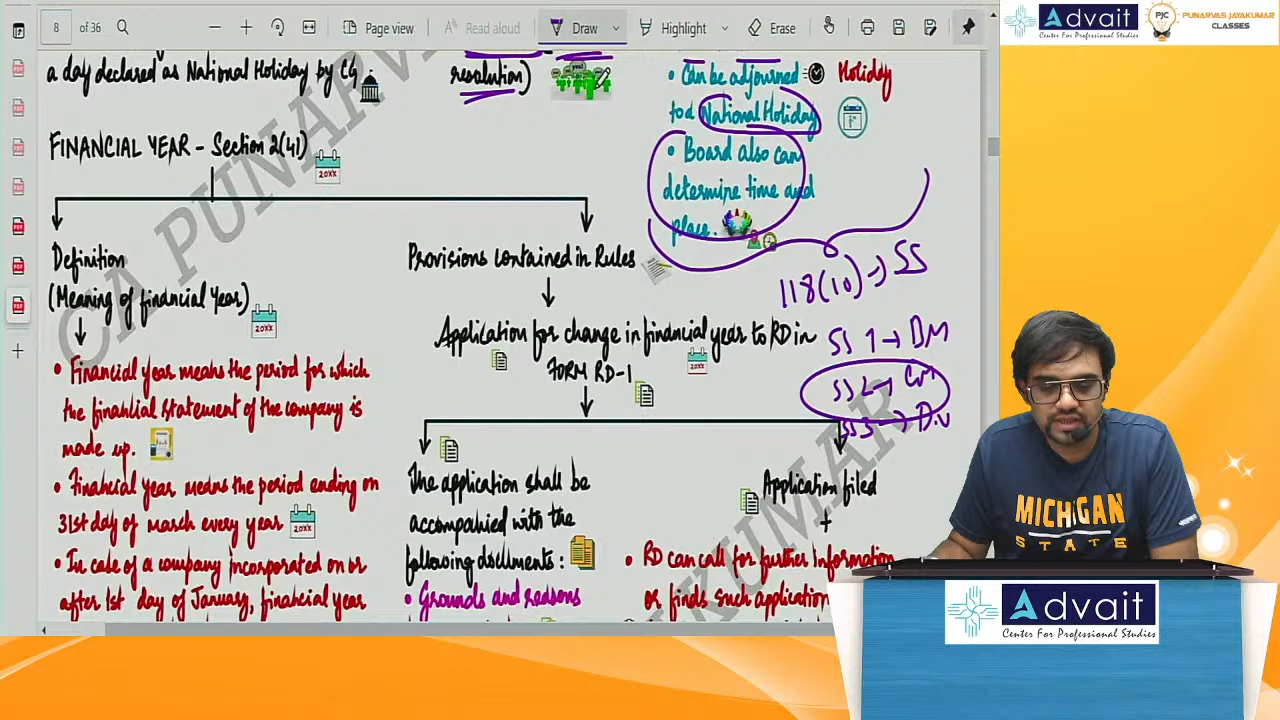 8 of 36
Page view
Read aloud
Draw
Highlight
Erase
Advait
Center For Professional Studies
PJC
PUNARVAS JAYAKUMAR
CLASSES
a day declared as National Holiday by CG
resolution)
• Can be adjourned
to a National Holiday
Holiday
• Board also can
determine time and
place.
118(10) → SS
SS 1 → BM
SS 2 → GM
SS 3 → Div
FINANCIAL YEAR - Section 2(41)
Definition
(Meaning of financial year)
• Financial year means the period for which
the financial statement of the company is
made up.
• Financial year means the period ending on
31st day of march every year
• In case of a company incorporated on or
after 1st day of January, financial year
Provisions contained in Rules
Application for change in financial year to RD in
FORM RD-1
The application shall be
accompanied with the
following documents :
• Grounds and reasons
Application filed
+
• RD can call for further information
or finds such application
CA PUNARV
KUMAR
MICHIGAN
STATE
Advait
Center For Professional Studies